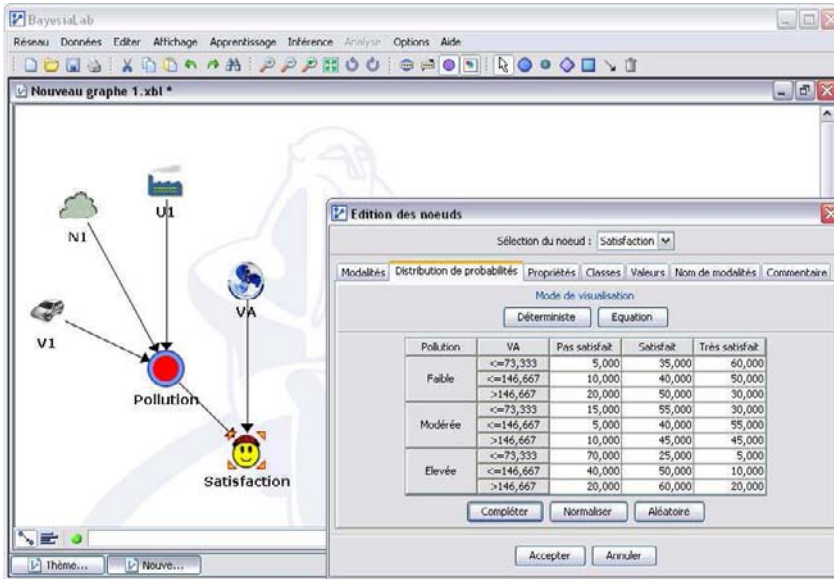 BayesiaLab
Réseau Données Editer Affichage Apprentissage Inférence Analyse Options Aide
Nouveau graphe 1.xbl *
U1
N1
VA
V1
Pollution
Satisfaction
Edition des noeuds
Sélection du noeud : Satisfaction
Modalités Distribution de probabilités Propriétés Classes Valeurs Nom de modalités Commentaire
Mode de visualisation
Déterministe Equation
Pollution VA Pas satisfait Satisfait Très satisfait
Faible
<=73,333 5,000 35,000 60,000
<=146,667 10,000 40,000 50,000
>146,667 20,000 50,000 30,000
Modérée
<=73,333 15,000 55,000 30,000
<=146,667 5,000 40,000 55,000
>146,667 10,000 45,000 45,000
Elevée
<=73,333 70,000 25,000 5,000
<=146,667 40,000 50,000 10,000
>146,667 20,000 60,000 20,000
Compléter Normaliser Aléatoire
Accepter Annuler
Thème... Nouve...